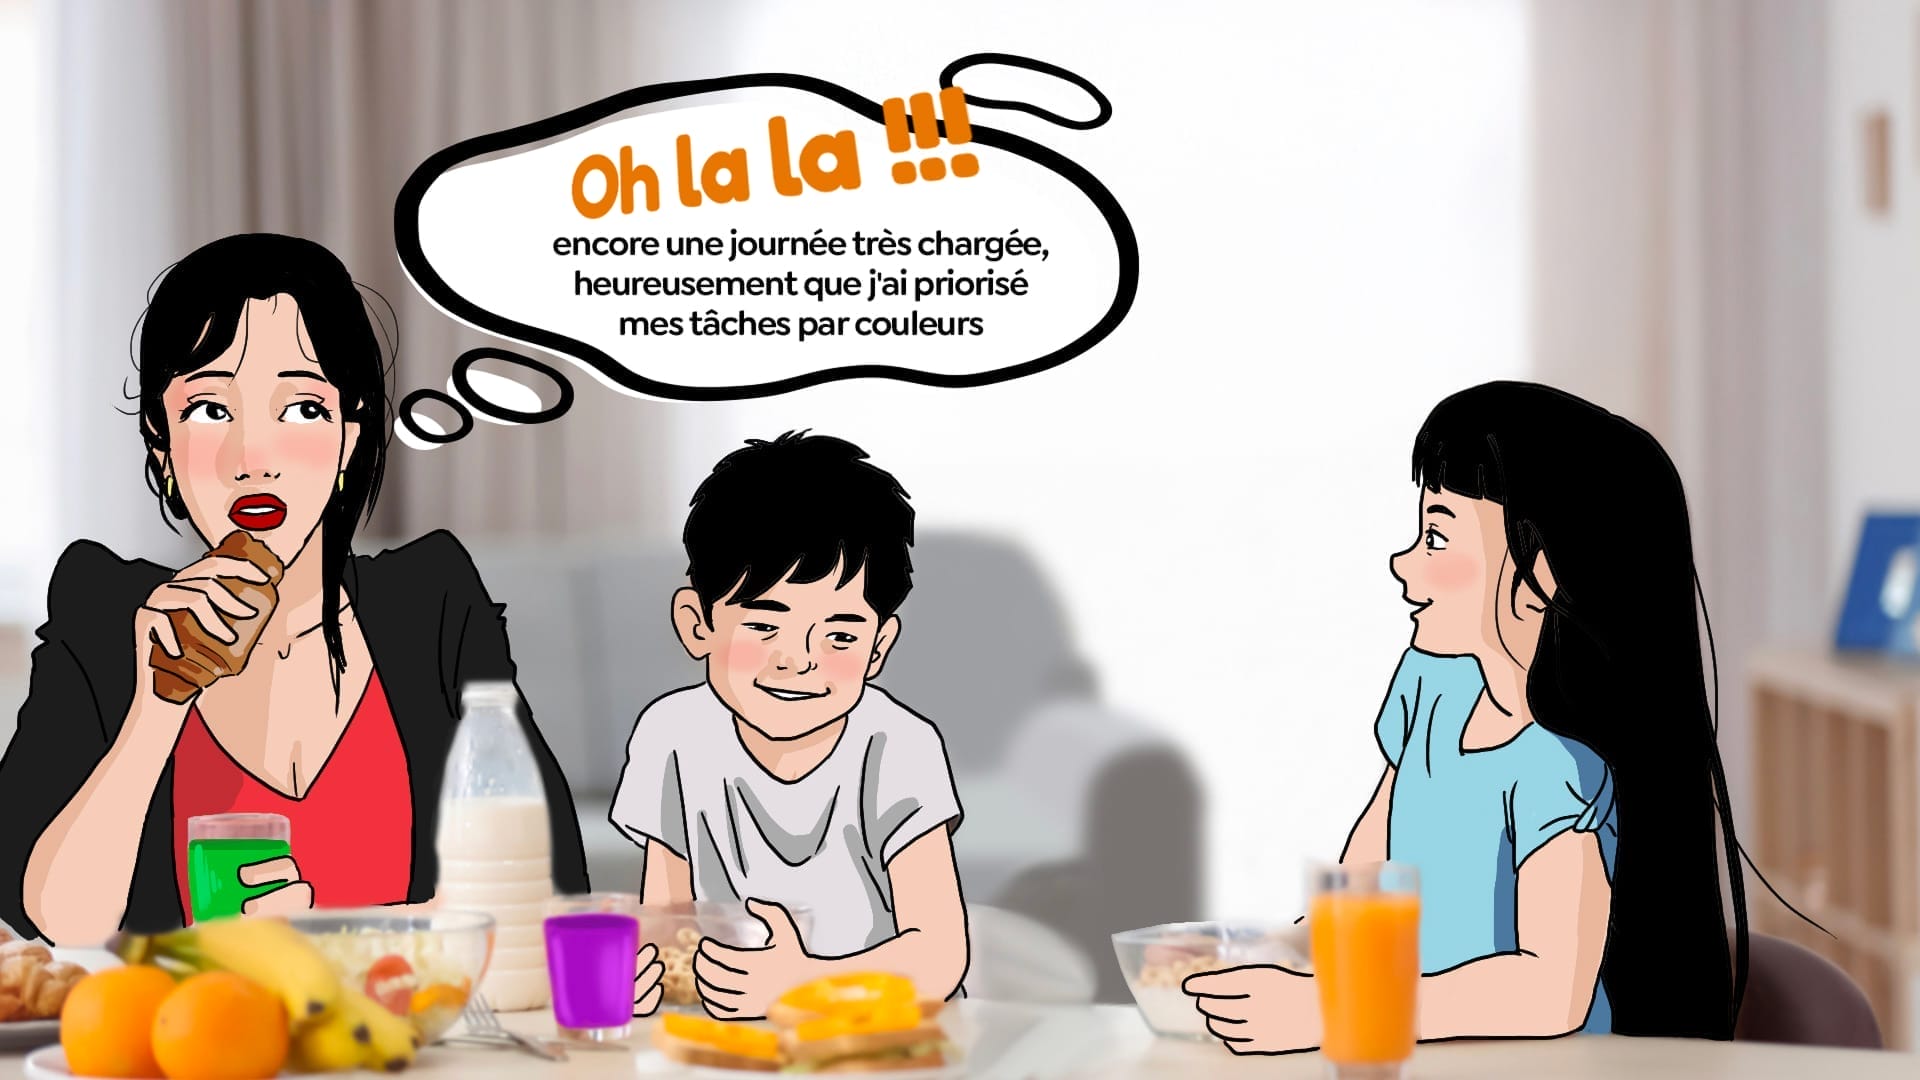 Oh la la !!!
encore une journée très chargée,
heureusement que j'ai priorisé
mes tâches par couleurs